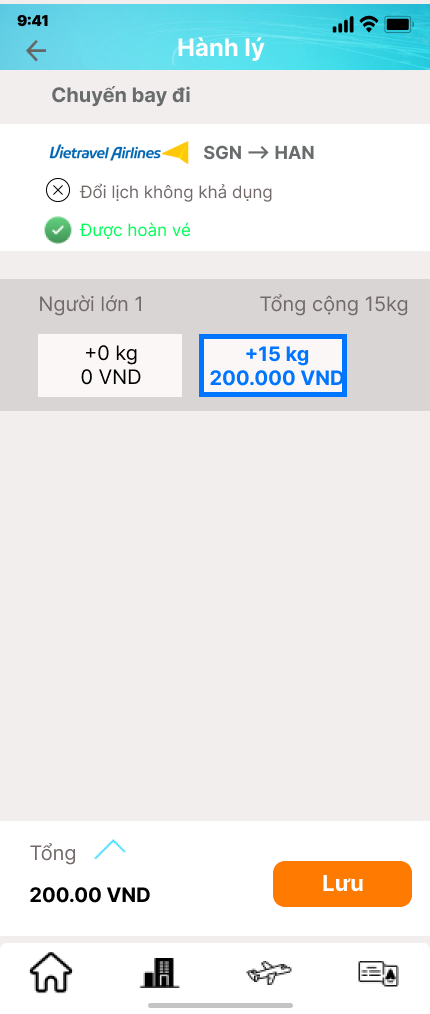 9:41
Hành lý
Chuyến bay đi
Vietravel Airlines SGN → HAN
Đổi lịch không khả dụng
Được hoàn vé
Người lớn 1 Tổng cộng 15kg
+0 kg +15 kg
0 VND 200.000 VND
Tổng
200.00 VND
Lưu